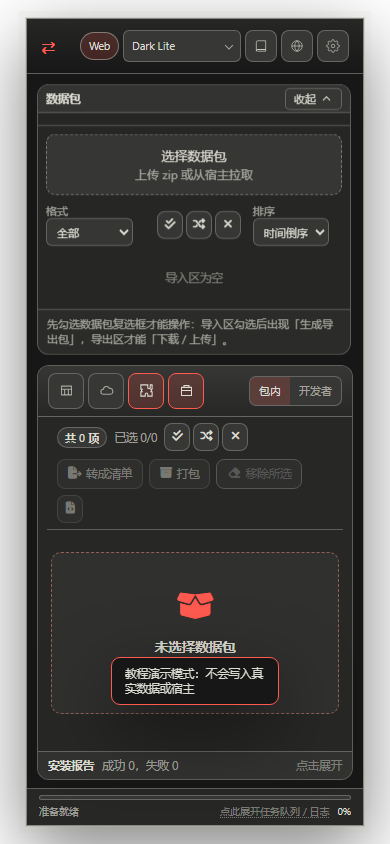 Web
Dark Lite
数据包
收起
选择数据包
上传 zip 或从宿主拉取
格式
排序
全部
时间倒序
导入区为空
先勾选数据包复选框才能操作：导入区勾选后出现「生成导
出包」，导出区才能「下载 / 上传」。
包内
开发者
共 0 项
已选 0/0
转成清单
打包
移除所选
未选择数据包
教程演示模式：不会写入真
实数据或宿主
安装报告 成功 0，失败 0
点击展开
准备就绪
点此展开任务队列 / 日志
0%